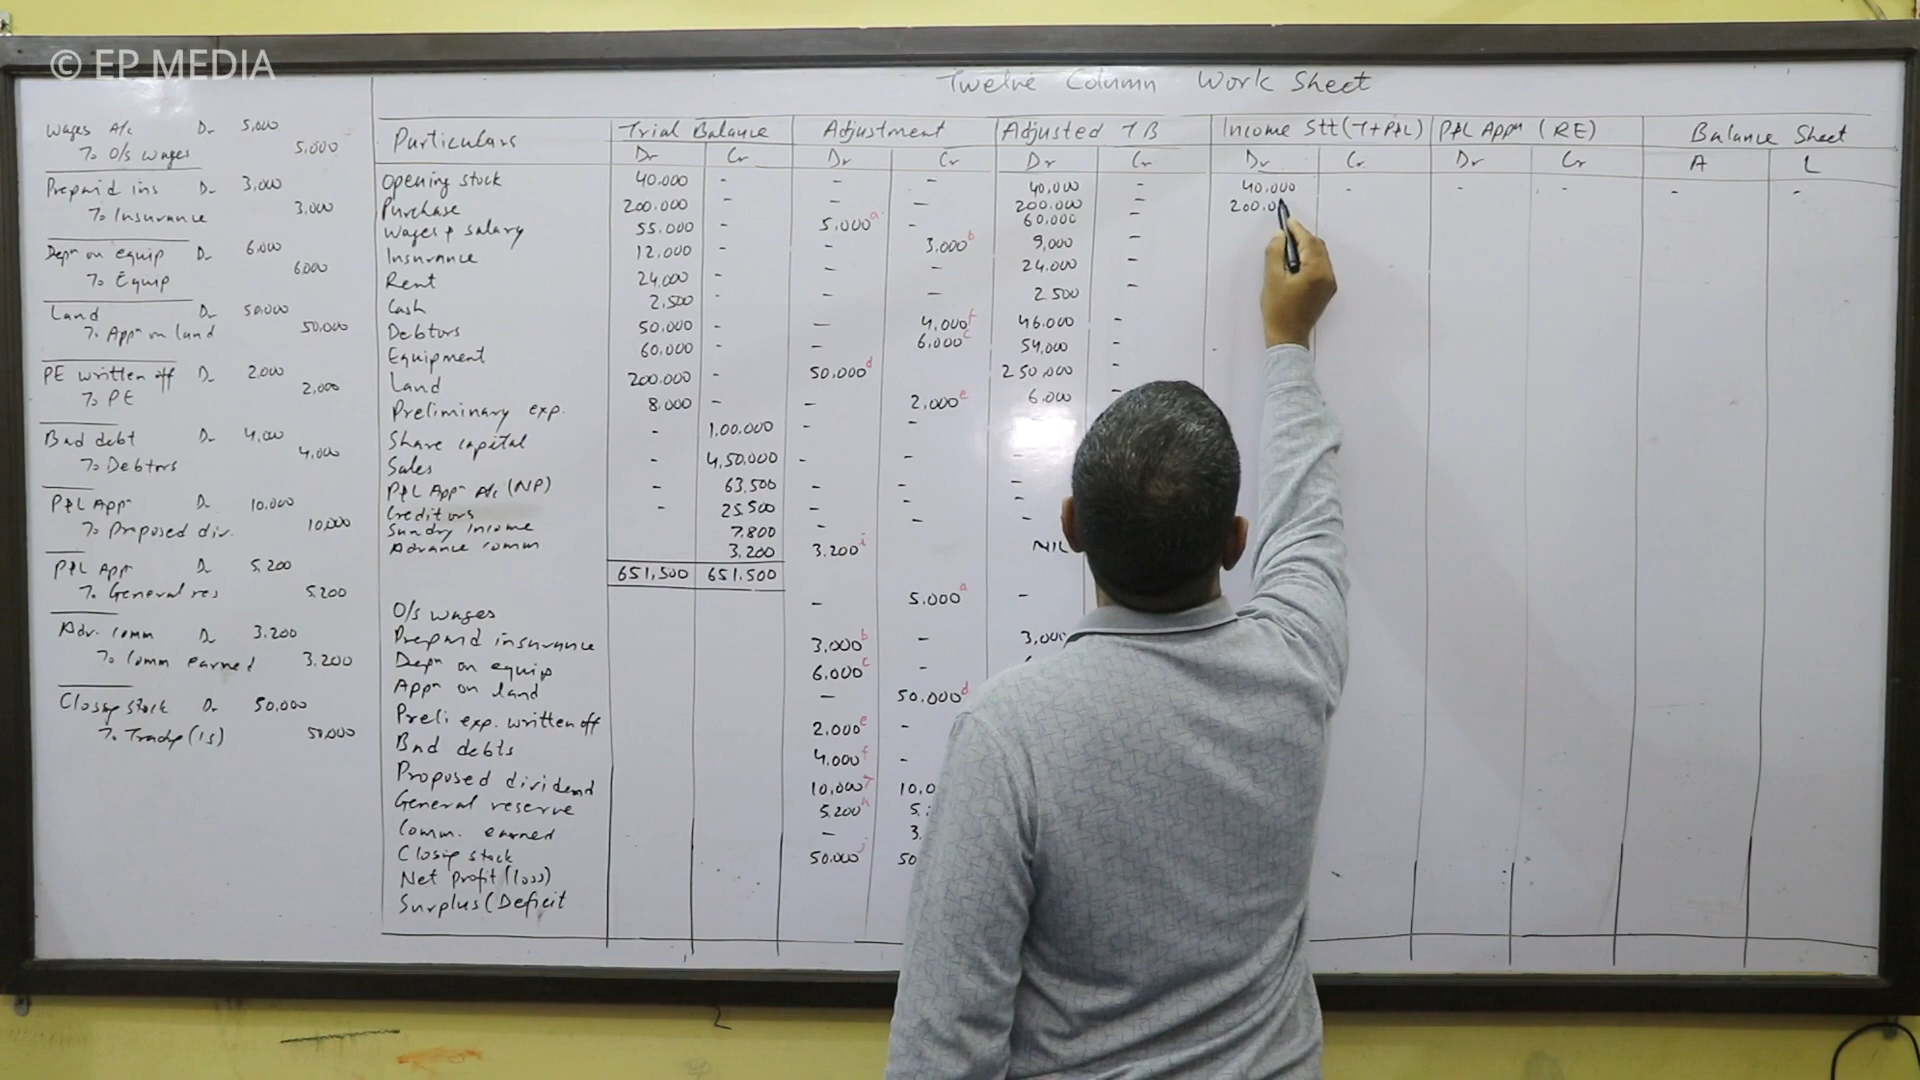 © EP MEDIA
Twelve Column Work Sheet
Wages A/c Dr 5,000
To O/s wages 5,000
Prepaid ins Dr 3,000
To Insurance 3,000
Depn on equip Dr 6,000
To Equip 6000
Land Dr 50,000
To Appn on land 50,000
PE written off Dr 2,000
To PE 2,000
Bad debt Dr 4,000
To Debtors 4,000
P&L App Dr 10,000
To Proposed div. 10,000
P&L App Dr 5,200
To General res 5,200
Adv. comm Dr 3,200
To Comm earned 3,200
Closing stock Dr 50,000
To Trading (IS) 50,000
Particulars Trial Balance Adjustment Adjusted TB Income Stt (T+P&L) P&L Appn (RE) Balance Sheet
Dr Cr Dr Cr Dr Cr Dr Cr Dr Cr A L
Opening stock 40.000 - - - 40,000 - 40,000 - - - - -
Purchase 200.000 - - - 200.000 - 200.0
Wages & salary 55.000 - 5.000 a - 60.000 -
Insurance 12,000 - - 3.000 b 9,000 -
Rent 24,000 - - - 24,000 -
Cash 2,500 - - - 2 500 -
Debtors 50.000 - - 4,000 f 46.000 -
Equipment 60,000 - - 6.000 c 54,000 -
Land 200.000 - 50.000 d 250,000 -
Preliminary exp. 8.000 - - 2.000 e 6.000 -
Share capital - 1,00.000 - -
Sales - 4,50,000 - - -
P&L Appn A/c (NP) - 63,500 - - -
Creditors - 25,500 - - -
Sundry income 7,800 - - -
Advance comm 3,200 3.200 i NIL
651,500 651.500
O/s wages - 5.000 a -
Prepaid insurance 3,000 b - 3,000
Depn on equip 6.000 c -
Appn on land - 50.000 d
Preli exp. written off 2.000 e -
Bad debts 4.000 f -
Proposed dividend 10,000 g 10,0
General reserve 5.200 h 5.
Comm. earned - 3.
Closing stock 50.000 j 50
Net profit (loss)
Surplus (Deficit